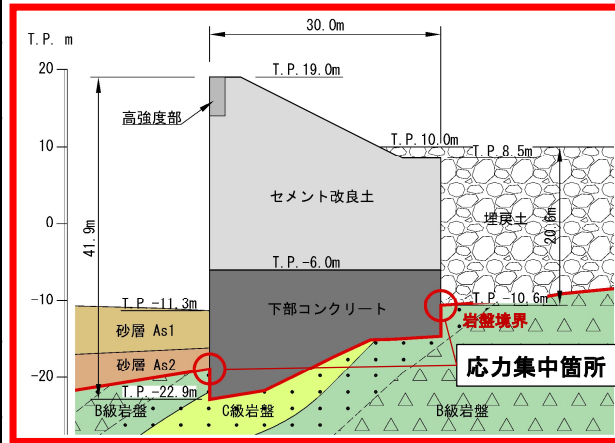 30.0m
T.P. m
20
T.P.19.0m
高強度部
T.P.10.0m
10
T.P.8.5m
セメント改良土
埋戻土
20.6m
0
41.9m
T.P.-6.0m
-10
T.P.-11.3m
下部コンクリート
T.P.-10.6m
岩盤境界
砂層 As1
砂層 As2
応力集中箇所
-20
T.P.-22.9m
B級岩盤
C級岩盤
B級岩盤